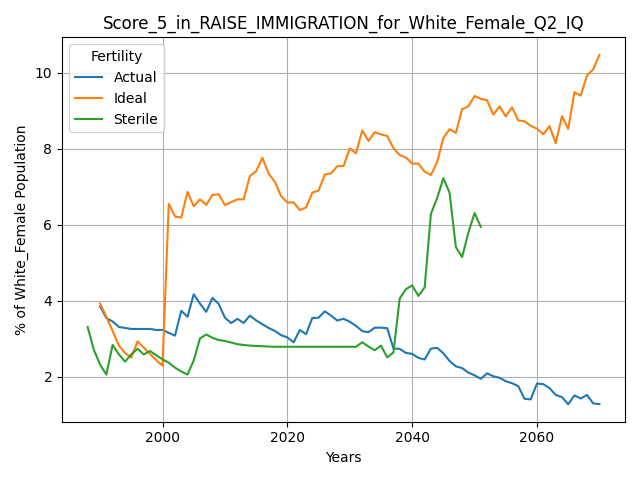 Score_5_in_RAISE_IMMIGRATION_for_White_Female_Q2_IQ
Fertility
Actual
Ideal
Sterile
% of White_Female Population
10
8
6
4
2
2000 2020 2040 2060
Years